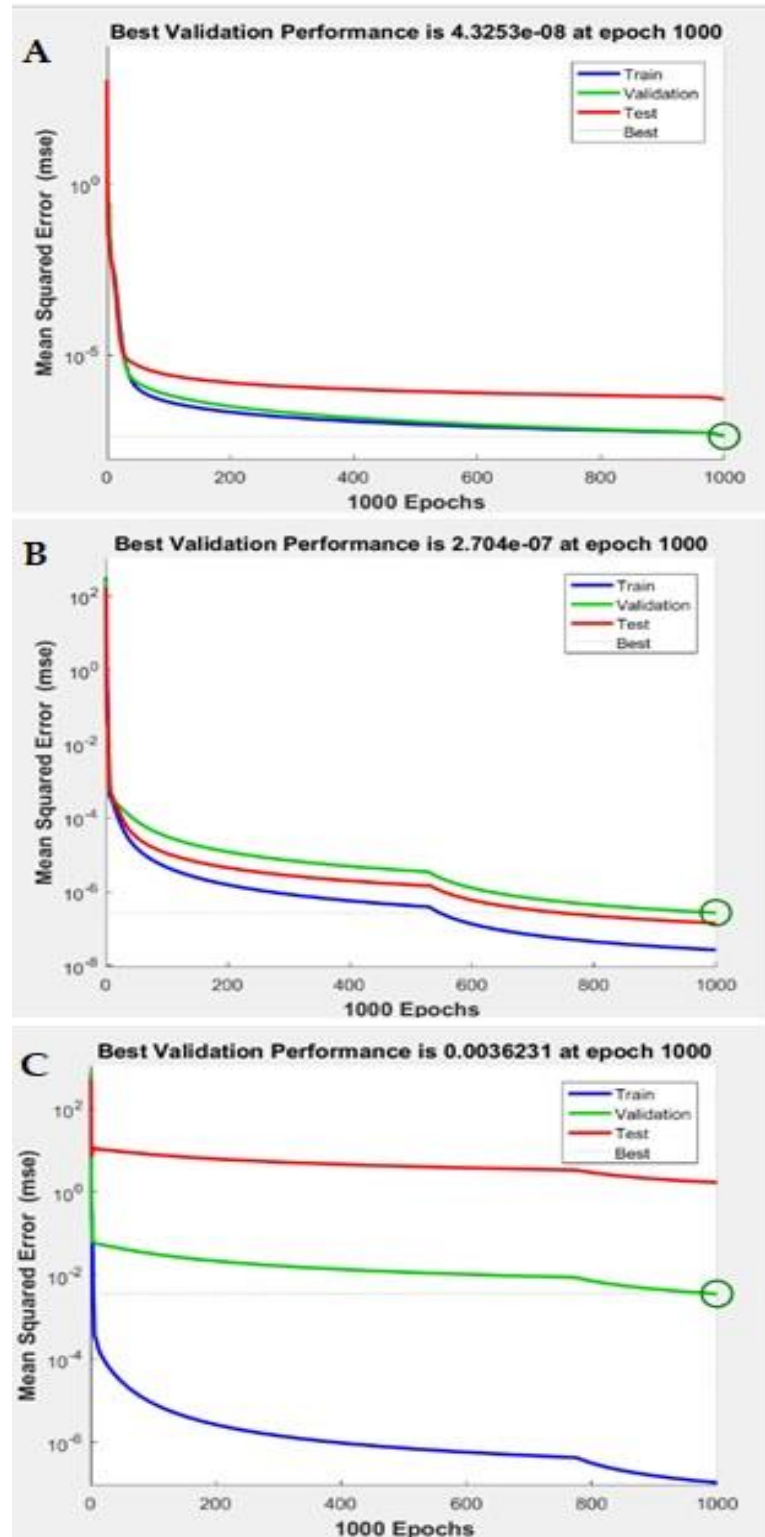 A
Best Validation Performance is 4.3253e-08 at epoch 1000
Train
Validation
Test
Best
Mean Squared Error (mse)
10^0
10^-5
0 200 400 600 800 1000
1000 Epochs
B
Best Validation Performance is 2.704e-07 at epoch 1000
Train
Validation
Test
Best
Mean Squared Error (mse)
10^2
10^0
10^-2
10^-4
10^-6
10^-8
0 200 400 600 800 1000
1000 Epochs
C
Best Validation Performance is 0.0036231 at epoch 1000
Train
Validation
Test
Best
Mean Squared Error (mse)
10^2
10^0
10^-2
10^-4
10^-6
0 200 400 600 800 1000
1000 Epochs